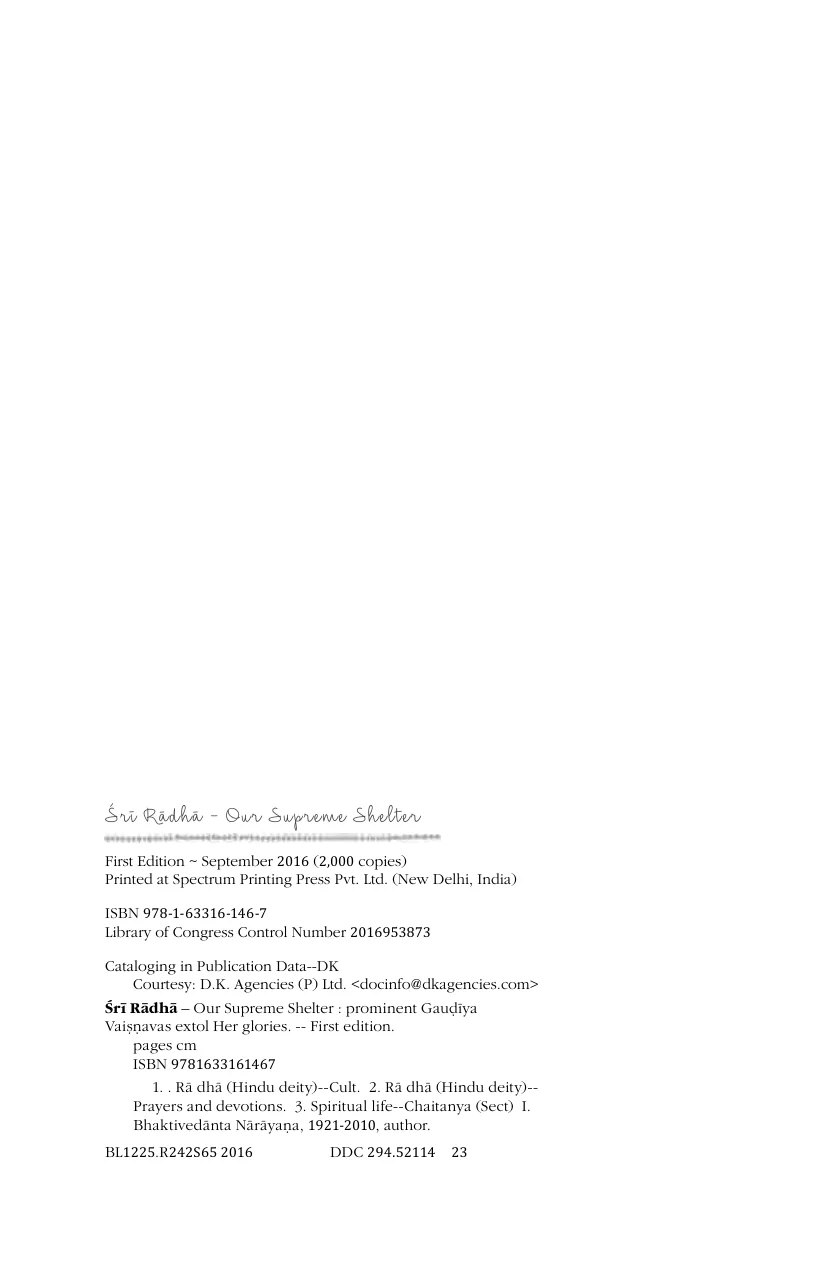 Śrī Rādhā - Our Supreme Shelter
First Edition ~ September 2016 (2,000 copies)
Printed at Spectrum Printing Press Pvt. Ltd. (New Delhi, India)
ISBN 978-1-63316-146-7
Library of Congress Control Number 2016953873
Cataloging in Publication Data--DK
Courtesy: D.K. Agencies (P) Ltd. <docinfo@dkagencies.com>
Śrī Rādhā – Our Supreme Shelter : prominent Gauḍīya
Vaiṣṇavas extol Her glories. -- First edition.
pages cm
ISBN 9781633161467
1. . Rā dhā (Hindu deity)--Cult. 2. Rā dhā (Hindu deity)--
Prayers and devotions. 3. Spiritual life--Chaitanya (Sect) I.
Bhaktivedānta Nārāyaṇa, 1921-2010, author.
BL1225.R242S65 2016 DDC 294.52114 23